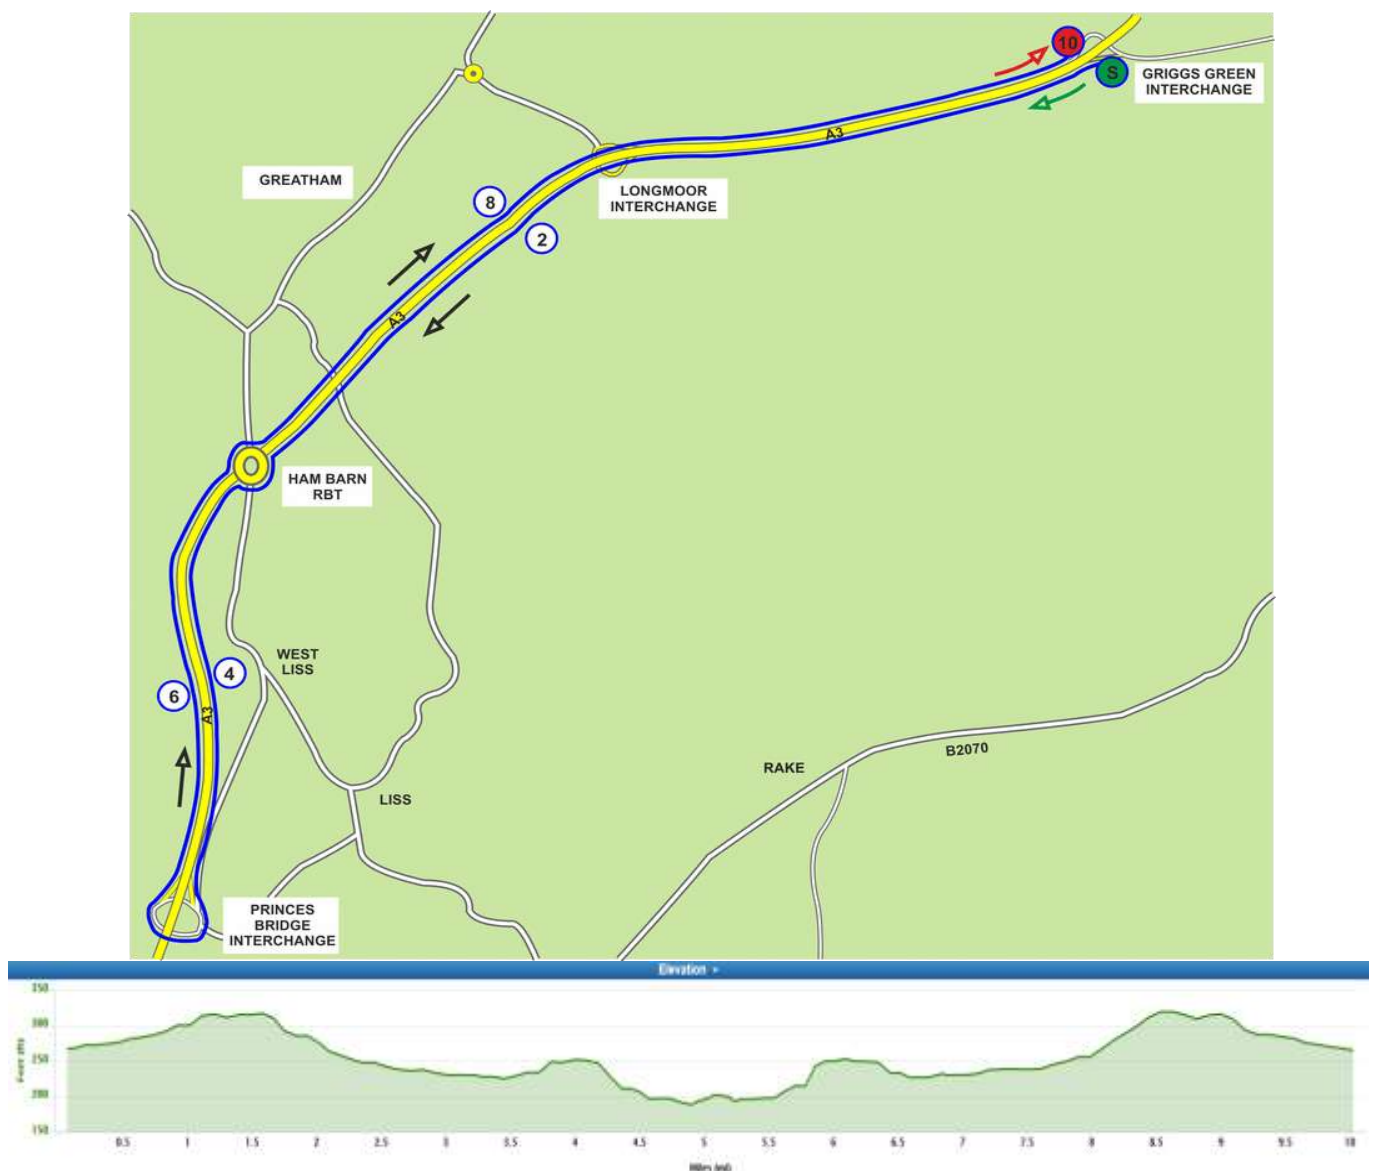 10
S
GRIGGS GREEN
INTERCHANGE
A3
GREATHAM
LONGMOOR
INTERCHANGE
8
2
A3
HAM BARN
RBT
WEST
LISS
4
6
A3
LISS
RAKE
B2070
PRINCES
BRIDGE
INTERCHANGE
Elevation
350
300
250
200
150
0.5 1 1.5 2 2.5 3 3.5 4 4.5 5 5.5 6 6.5 7 7.5 8 8.5 9 9.5 10
Miles (mi)